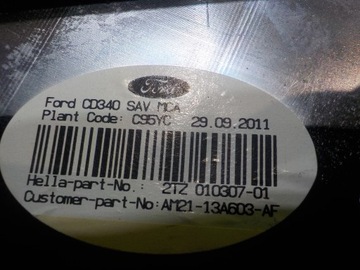 Ford
Ford CD340 SAV MCA
Plant Code: C95YC 29.09.2011
Hella-part-No.: 2TZ 010307-01
Customer-part-No:AM21-13A603-AF